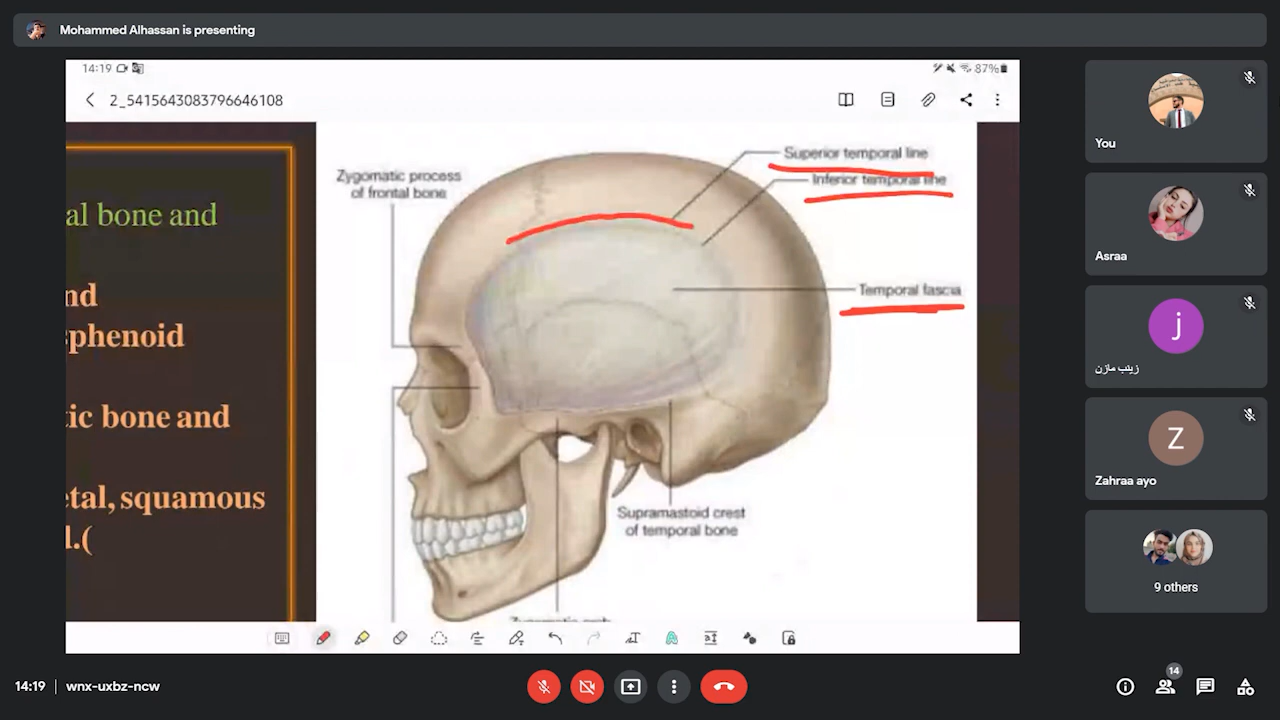 Mohammed Alhassan is presenting
14:19
87%
2_5415643083796646108
al bone and
nd
sphenoid
tic bone and
etal, squamous
l.(
Zygomatic process
of frontal bone
Superior temporal line
Inferior temporal line
Temporal fascia
Supramastoid crest
of temporal bone
You
Asraa
j
زينب مازن
Z
Zahraa ayo
9 others
14:19
wnx-uxbz-ncw
14